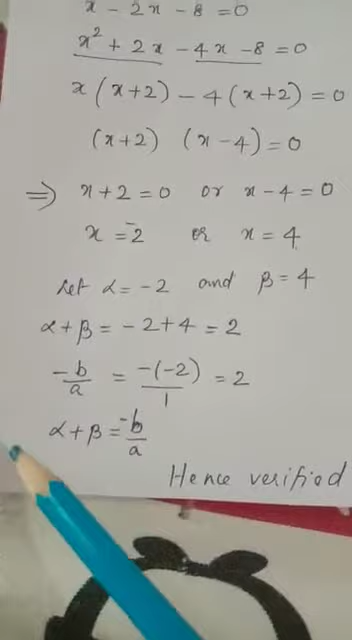 x - 2x - 8 = 0
x² + 2x - 4x - 8 = 0
x(x+2) - 4(x+2) = 0
(x+2) (x-4) = 0
⇒ x+2 = 0 or x-4 = 0
x = -2 or x = 4
Let α = -2 and β = 4
α+β = -2+4 = 2
-b/a = -(-2)/1 = 2
α+β = -b/a
Hence verified